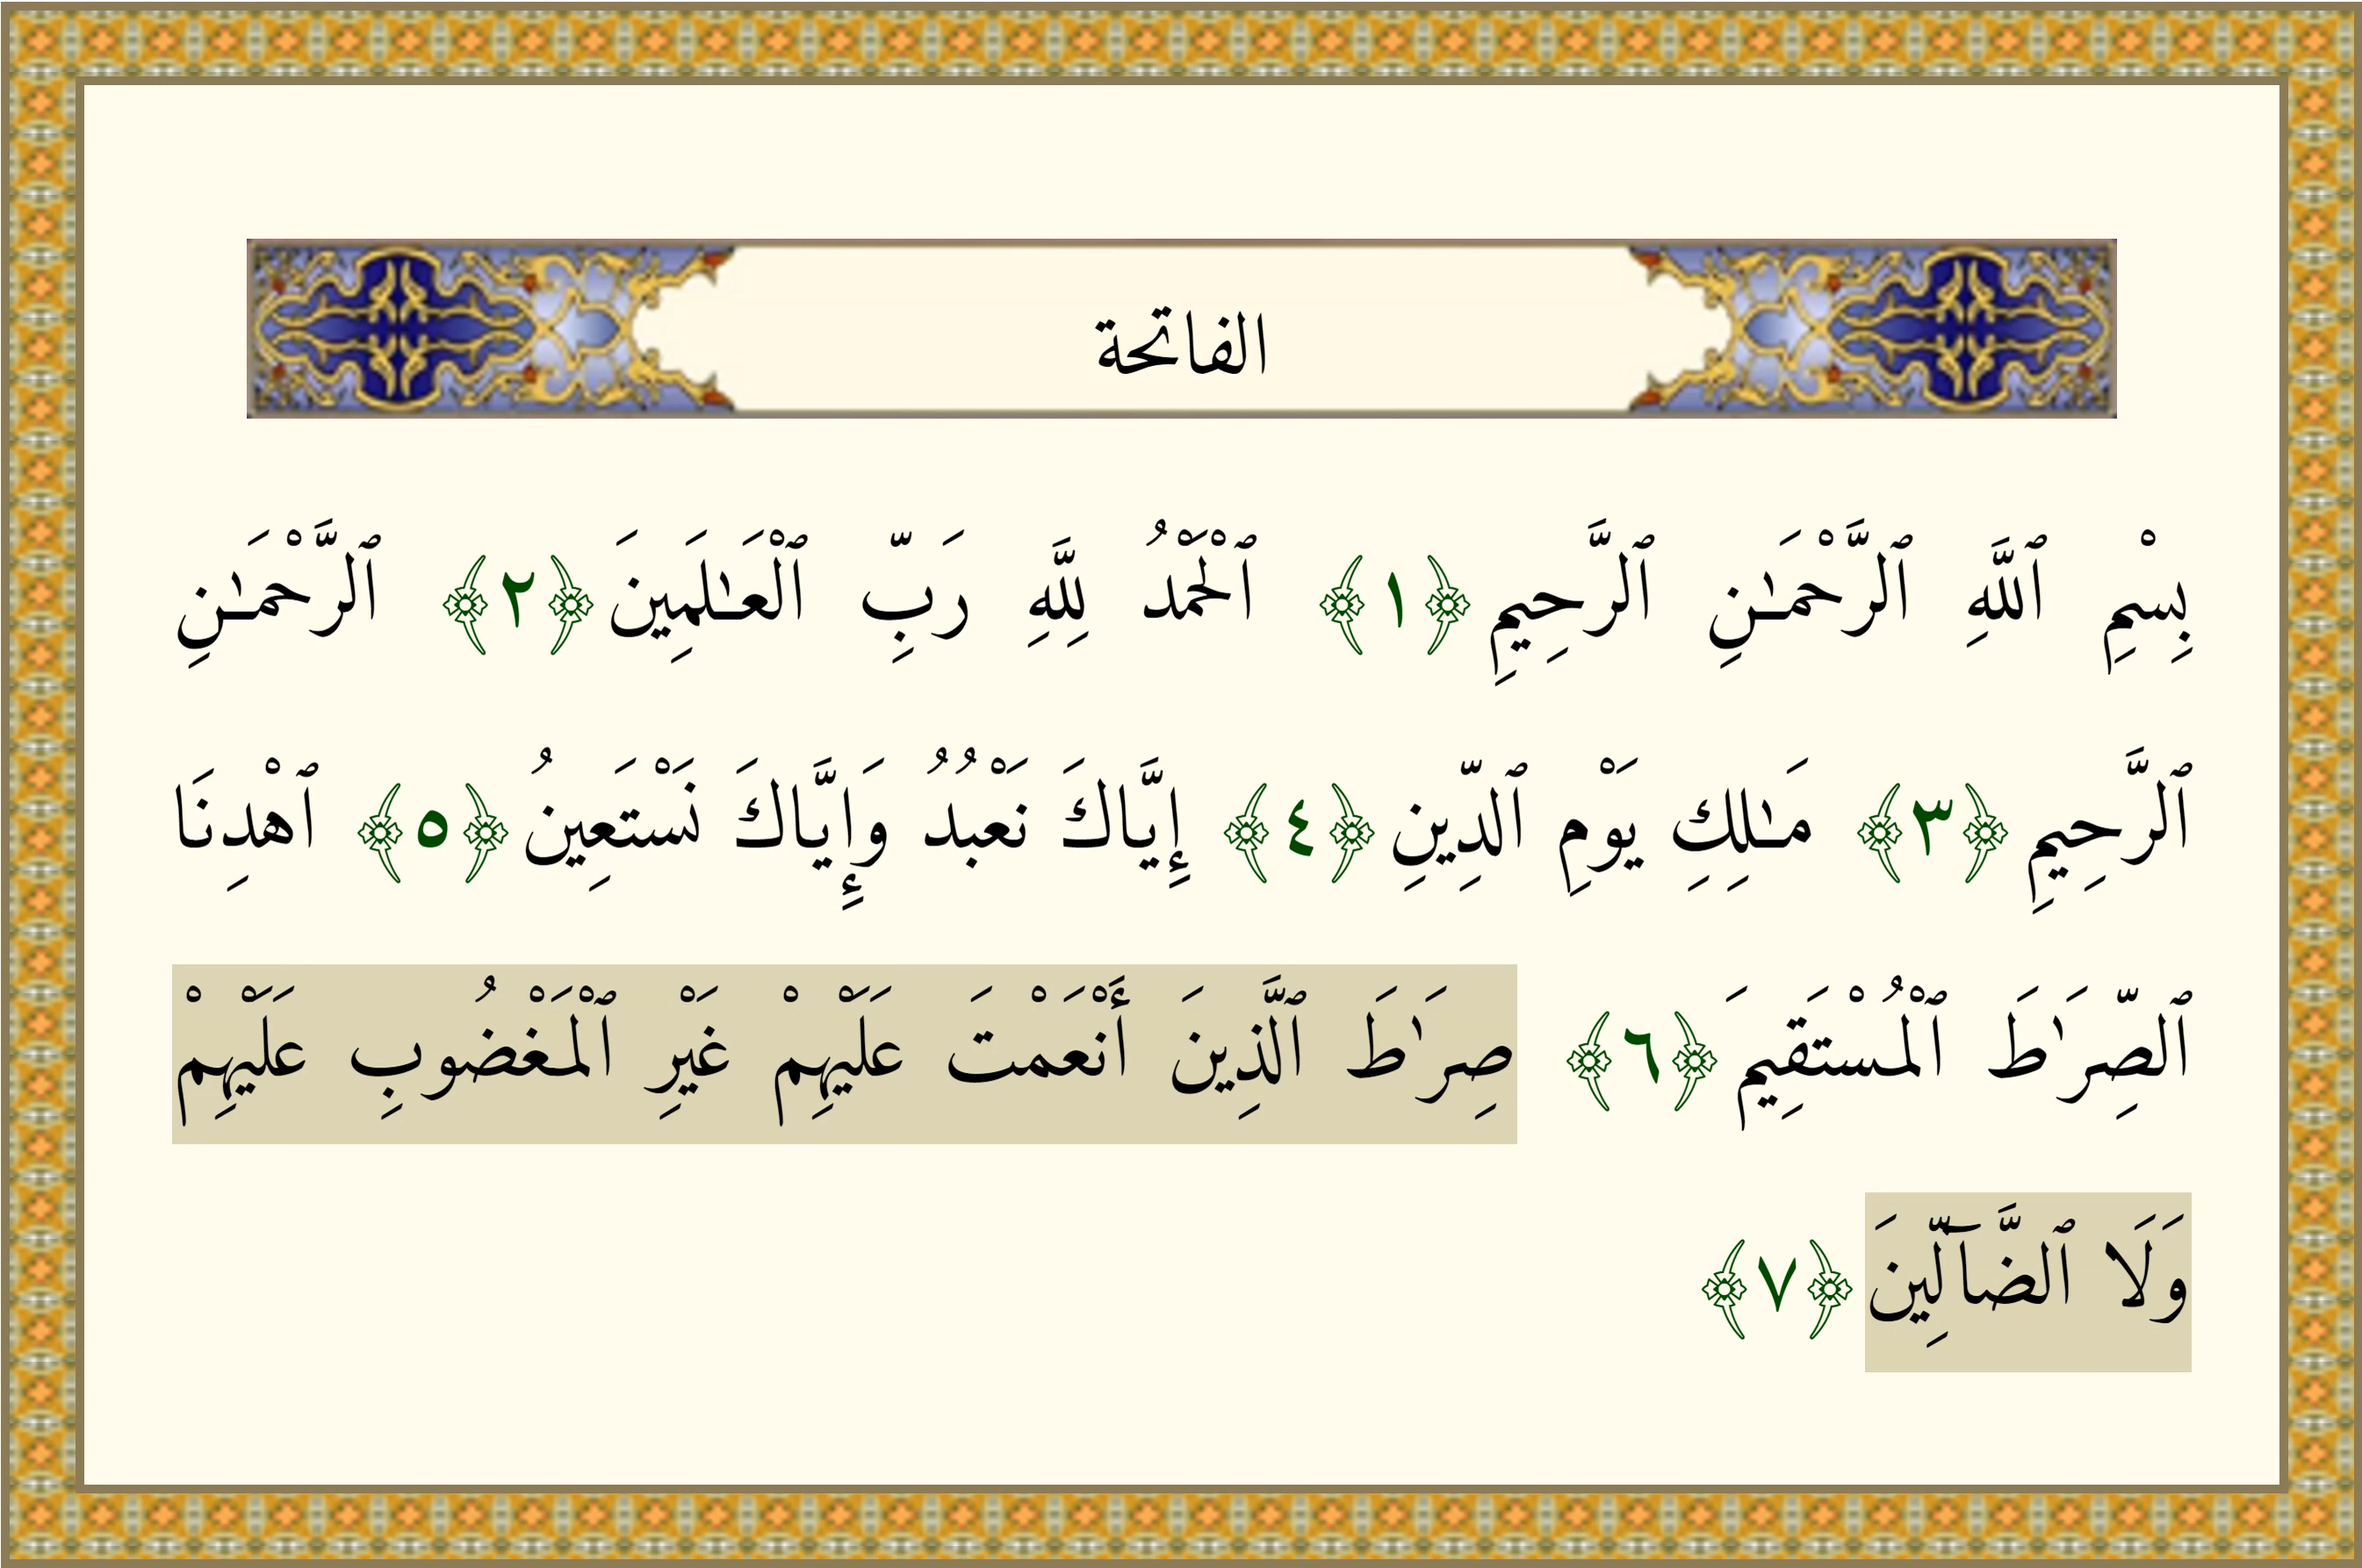 الفاتحة
بِسْمِ ٱللَّهِ ٱلرَّحْمَـٰنِ ٱلرَّحِيمِ ﴿١﴾ ٱلْحَمْدُ لِلَّهِ رَبِّ ٱلْعَـٰلَمِينَ ﴿٢﴾ ٱلرَّحْمَـٰنِ
ٱلرَّحِيمِ ﴿٣﴾ مَـٰلِكِ يَوْمِ ٱلدِّينِ ﴿٤﴾ إِيَّاكَ نَعْبُدُ وَإِيَّاكَ نَسْتَعِينُ ﴿٥﴾ ٱهْدِنَا
ٱلصِّرَٰطَ ٱلْمُسْتَقِيمَ ﴿٦﴾ صِرَٰطَ ٱلَّذِينَ أَنْعَمْتَ عَلَيْهِمْ غَيْرِ ٱلْمَغْضُوبِ عَلَيْهِمْ
وَلَا ٱلضَّآلِّينَ ﴿٧﴾